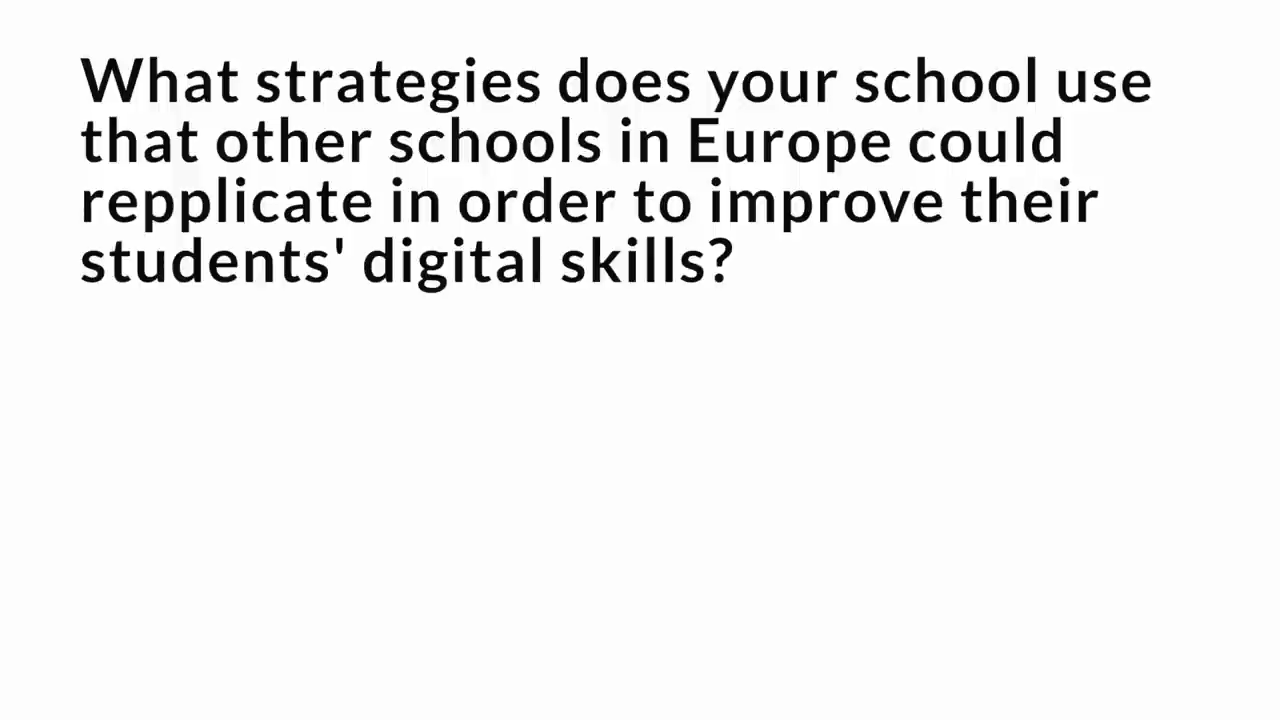 What strategies does your school use
that other schools in Europe could
repplicate in order to improve their
students' digital skills?